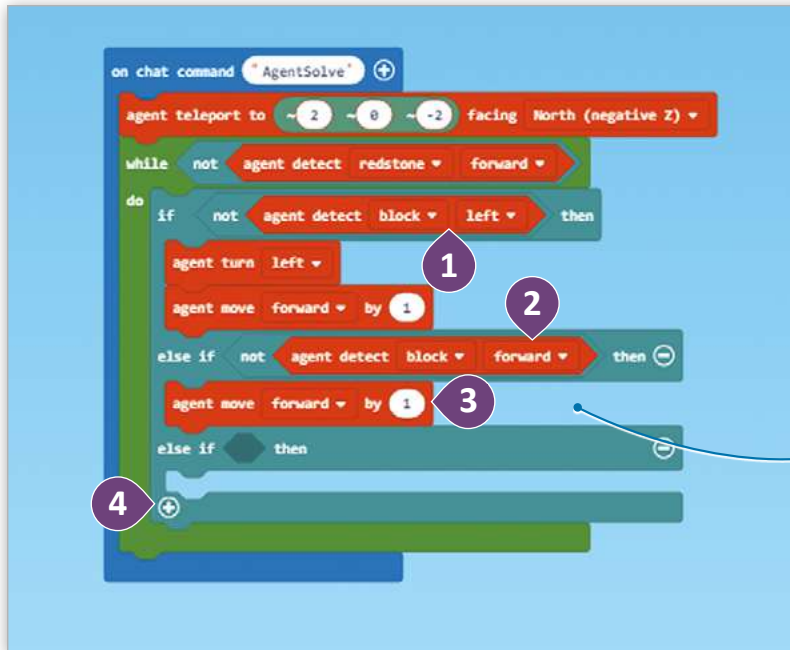 on chat command "AgentSolve"
agent teleport to ~ 2 ~ 0 ~ -2 facing North (negative Z)
while not agent detect redstone forward
do
if not agent detect block left then
1
agent turn left
agent move forward by 1
2
else if not agent detect block forward then
agent move forward by 1
3
else if then
4